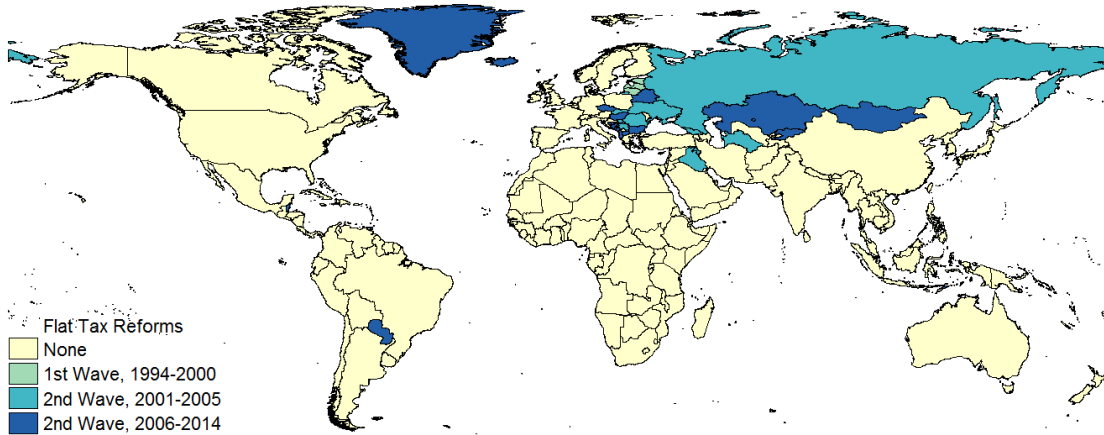 Flat Tax Reforms
None
1st Wave, 1994-2000
2nd Wave, 2001-2005
2nd Wave, 2006-2014